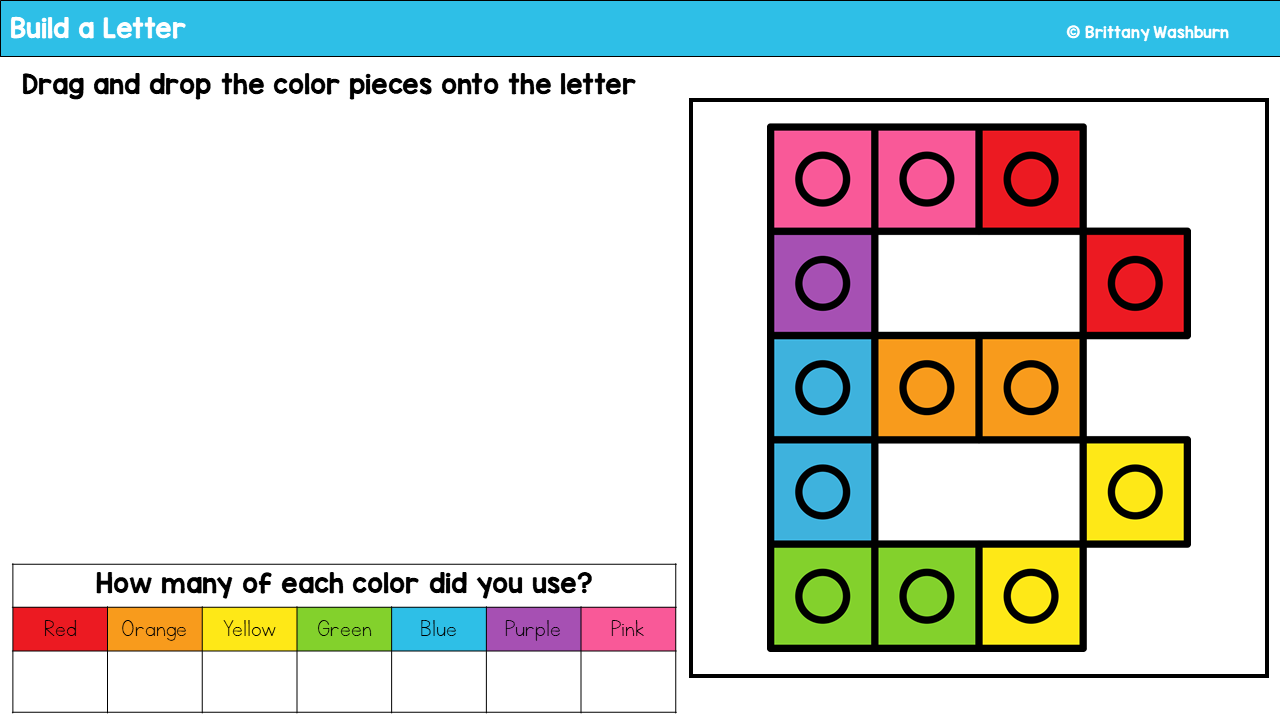 Build a Letter
© Brittany Washburn
Drag and drop the color pieces onto the letter
How many of each color did you use?
Red Orange Yellow Green Blue Purple Pink